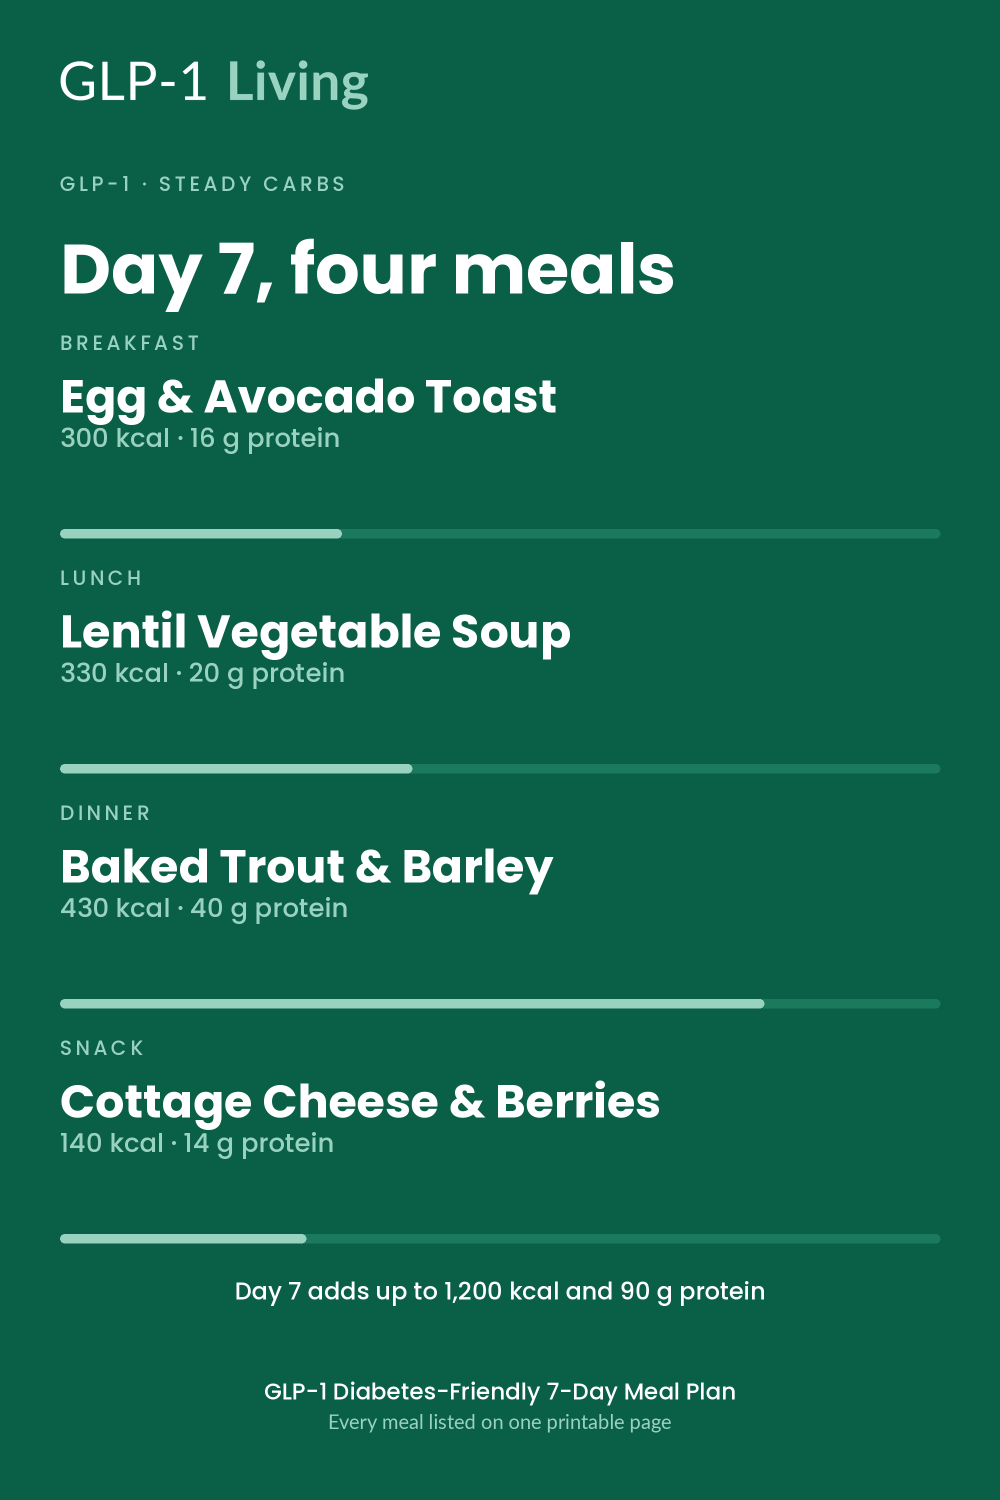 GLP-1 Living
GLP-1 · STEADY CARBS
Day 7, four meals
BREAKFAST
Egg & Avocado Toast
300 kcal · 16 g protein
LUNCH
Lentil Vegetable Soup
330 kcal · 20 g protein
DINNER
Baked Trout & Barley
430 kcal · 40 g protein
SNACK
Cottage Cheese & Berries
140 kcal · 14 g protein
Day 7 adds up to 1,200 kcal and 90 g protein
GLP-1 Diabetes-Friendly 7-Day Meal Plan
Every meal listed on one printable page